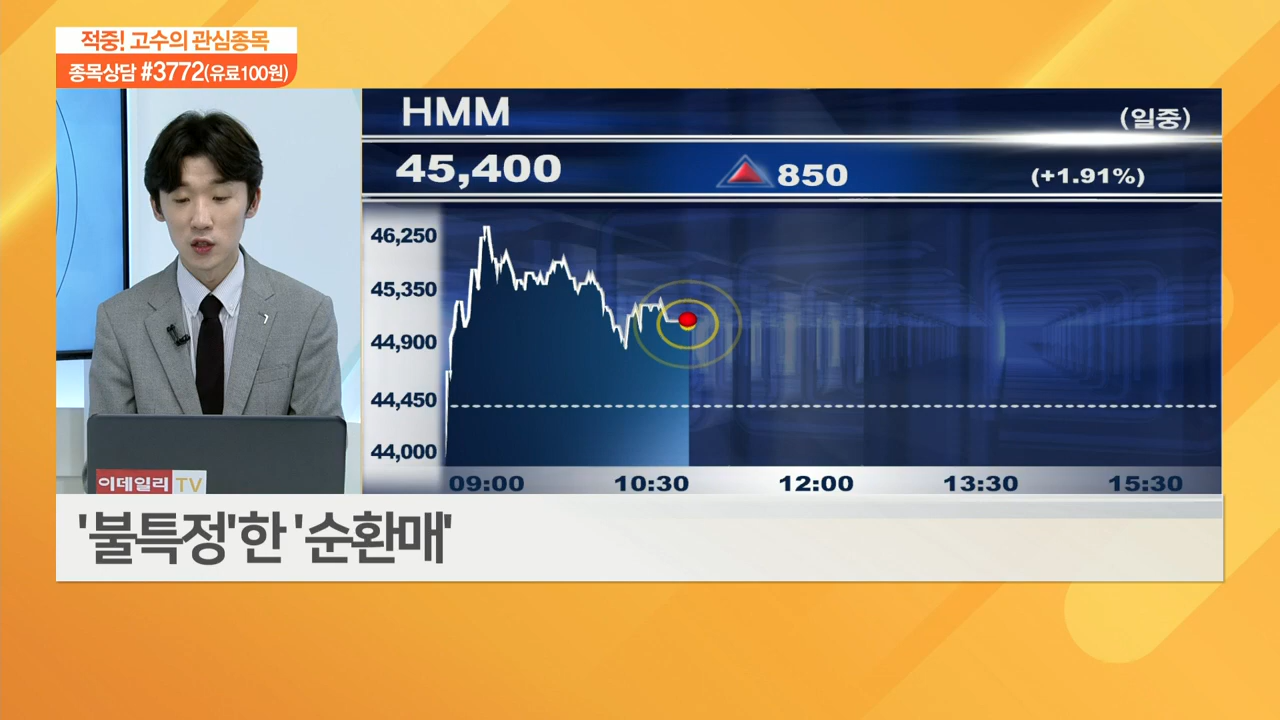 적중! 고수의 관심종목
종목상담 #3772(유료100원)
HMM
(일중)
45,400
850
(+1.91%)
46,250
45,350
44,900
44,450
44,000
09:00
10:30
12:00
13:30
15:30
이데일리 TV
'불특정'한 '순환매'